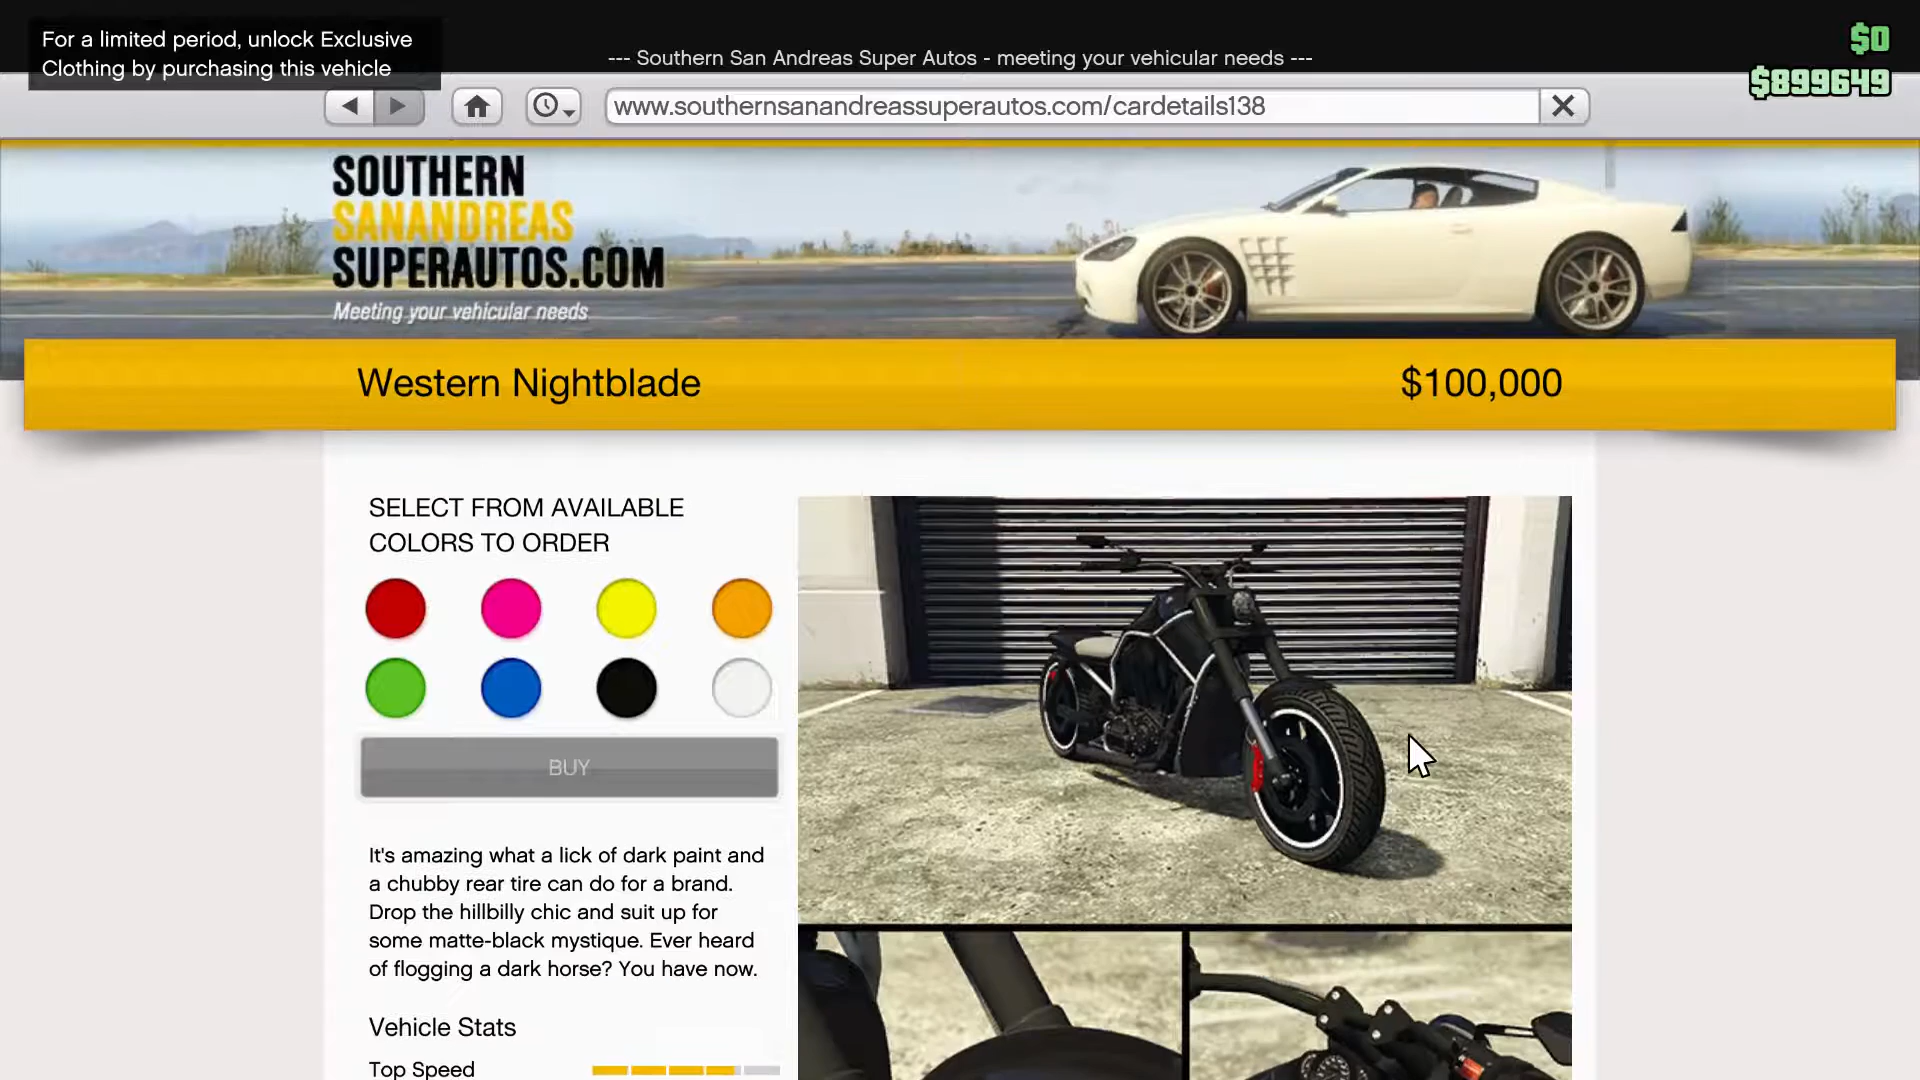 For a limited period, unlock Exclusive
Clothing by purchasing this vehicle
--- Southern San Andreas Super Autos - meeting your vehicular needs ---
$0
$899649
www.southernsanandreassuperautos.com/cardetails138
SOUTHERN
SANANDREAS
SUPERAUTOS.COM
Meeting your vehicular needs
Western Nightblade
$100,000
SELECT FROM AVAILABLE
COLORS TO ORDER
BUY
It's amazing what a lick of dark paint and
a chubby rear tire can do for a brand.
Drop the hillbilly chic and suit up for
some matte-black mystique. Ever heard
of flogging a dark horse? You have now.
Vehicle Stats
Top Speed